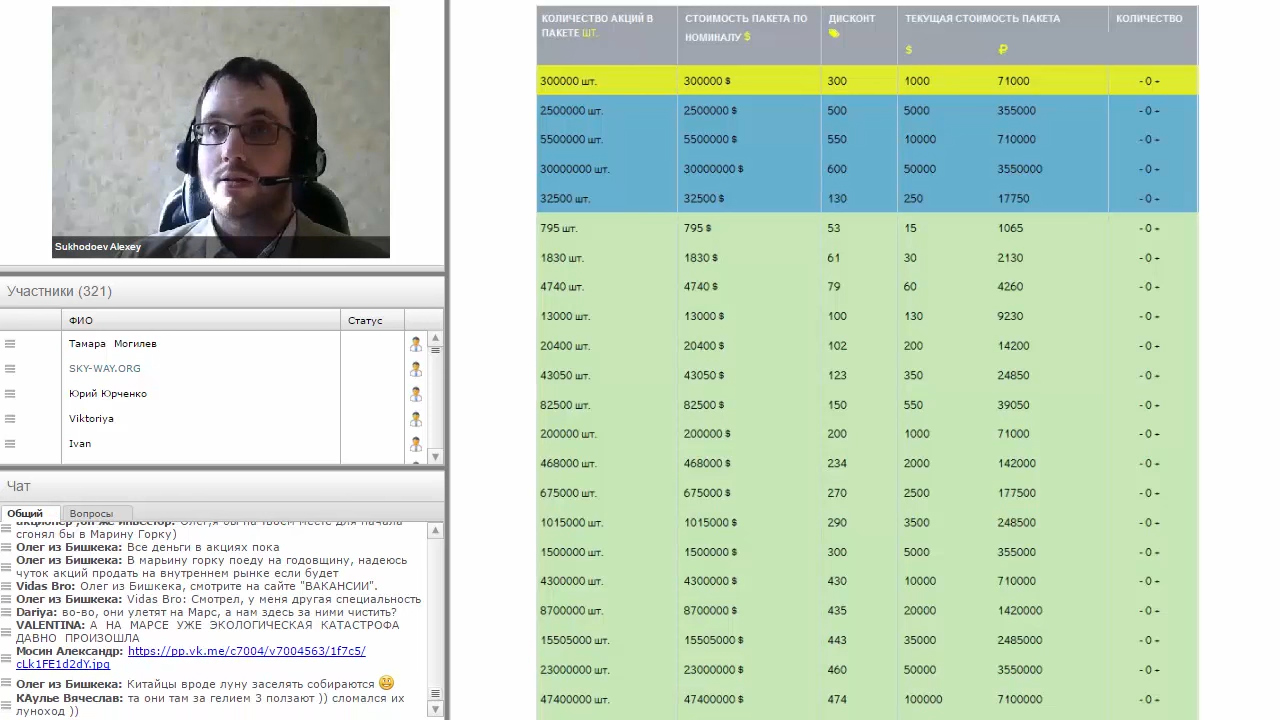 Sukhodoev Alexey
Участники (321)
ФИО Статус
Тамара Могилев
SKY-WAY.ORG
Юрий Юрченко
Viktoriya
Ivan
Чат
Общий Вопросы
сгонял бы в Марину Горку)
Олег из Бишкека: Все деньги в акциях пока
Олег из Бишкека: В марьину горку поеду на годовщину, надеюсь
чуток акций продать на внутреннем рынке если будет
Vidas Bro: Олег из Бишкека, смотрите на сайте "ВАКАНСИИ".
Олег из Бишкека: Vidas Bro: Смотрел, у меня другая специальность
Dariya: во-во, они улетят на Марс, а нам здесь за ними чистить?
VALENTINA: А НА МАРСЕ УЖЕ ЭКОЛОГИЧЕСКАЯ КАТАСТРОФА
ДАВНО ПРОИЗОШЛА
Мосин Александр: https://pp.vk.me/c7004/v7004563/1f7c5/
cLk1FE1d2dY.jpg
Олег из Бишкека: Китайцы вроде луну заселять собираются
КАулье Вячеслав: та они там за гелием 3 ползают )) сломался их
луноход ))
КОЛИЧЕСТВО АКЦИЙ В СТОИМОСТЬ ПАКЕТА ПО ДИСКОНТ ТЕКУЩАЯ СТОИМОСТЬ ПАКЕТА КОЛИЧЕСТВО
ПАКЕТЕ ШТ. НОМИНАЛУ $
$ ₽
300000 шт. 300000 $ 300 1000 71000 - 0 +
2500000 шт. 2500000 $ 500 5000 355000 - 0 +
5500000 шт. 5500000 $ 550 10000 710000 - 0 +
30000000 шт. 30000000 $ 600 50000 3550000 - 0 +
32500 шт. 32500 $ 130 250 17750 - 0 +
795 шт. 795 $ 53 15 1065 - 0 +
1830 шт. 1830 $ 61 30 2130 - 0 +
4740 шт. 4740 $ 79 60 4260 - 0 +
13000 шт. 13000 $ 100 130 9230 - 0 +
20400 шт. 20400 $ 102 200 14200 - 0 +
43050 шт. 43050 $ 123 350 24850 - 0 +
82500 шт. 82500 $ 150 550 39050 - 0 +
200000 шт. 200000 $ 200 1000 71000 - 0 +
468000 шт. 468000 $ 234 2000 142000 - 0 +
675000 шт. 675000 $ 270 2500 177500 - 0 +
1015000 шт. 1015000 $ 290 3500 248500 - 0 +
1500000 шт. 1500000 $ 300 5000 355000 - 0 +
4300000 шт. 4300000 $ 430 10000 710000 - 0 +
8700000 шт. 8700000 $ 435 20000 1420000 - 0 +
15505000 шт. 15505000 $ 443 35000 2485000 - 0 +
23000000 шт. 23000000 $ 460 50000 3550000 - 0 +
47400000 шт. 47400000 $ 474 100000 7100000 - 0 +